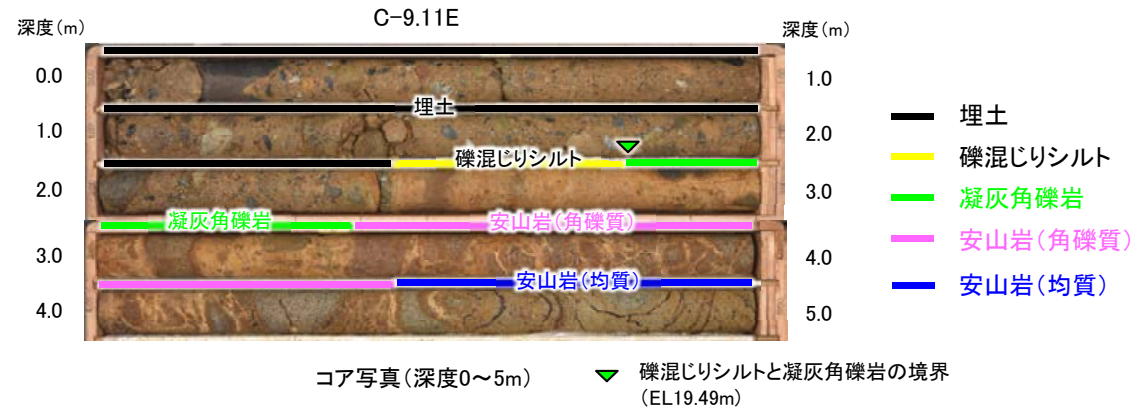 C-9.11E
深度(m)
深度(m)
0.0
1.0
埋土
1.0
2.0
礫混じりシルト
2.0
3.0
凝灰角礫岩
安山岩(角礫質)
3.0
4.0
安山岩(均質)
4.0
5.0
埋土
礫混じりシルト
凝灰角礫岩
安山岩(角礫質)
安山岩(均質)
コア写真(深度0~5m)
礫混じりシルトと凝灰角礫岩の境界
(EL19.49m)